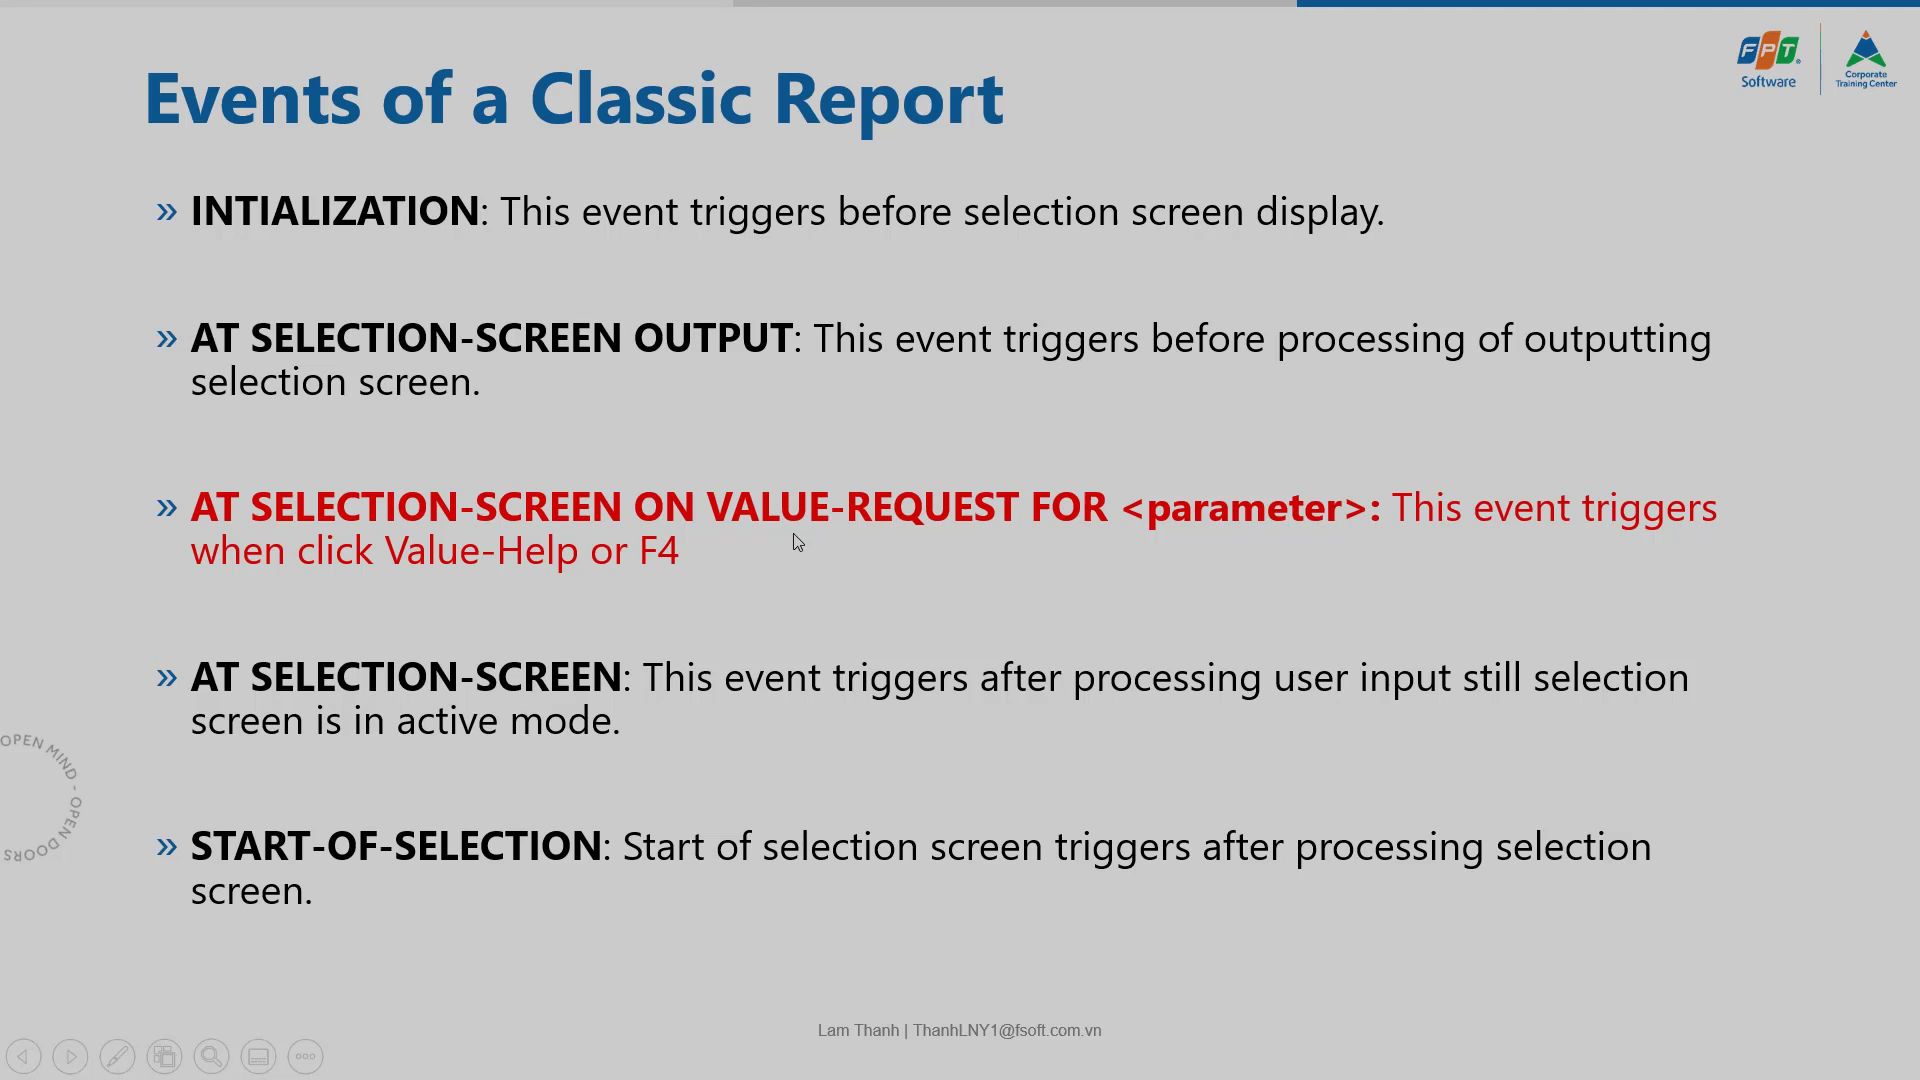 FPT
Software
Corporate
Training Center
Events of a Classic Report
» INTIALIZATION: This event triggers before selection screen display.
» AT SELECTION-SCREEN OUTPUT: This event triggers before processing of outputting
selection screen.
» AT SELECTION-SCREEN ON VALUE-REQUEST FOR <parameter>: This event triggers
when click Value-Help or F4
» AT SELECTION-SCREEN: This event triggers after processing user input still selection
screen is in active mode.
OPEN MIND - OPEN DOORS
» START-OF-SELECTION: Start of selection screen triggers after processing selection
screen.
Lam Thanh | ThanhLNY1@fsoft.com.vn